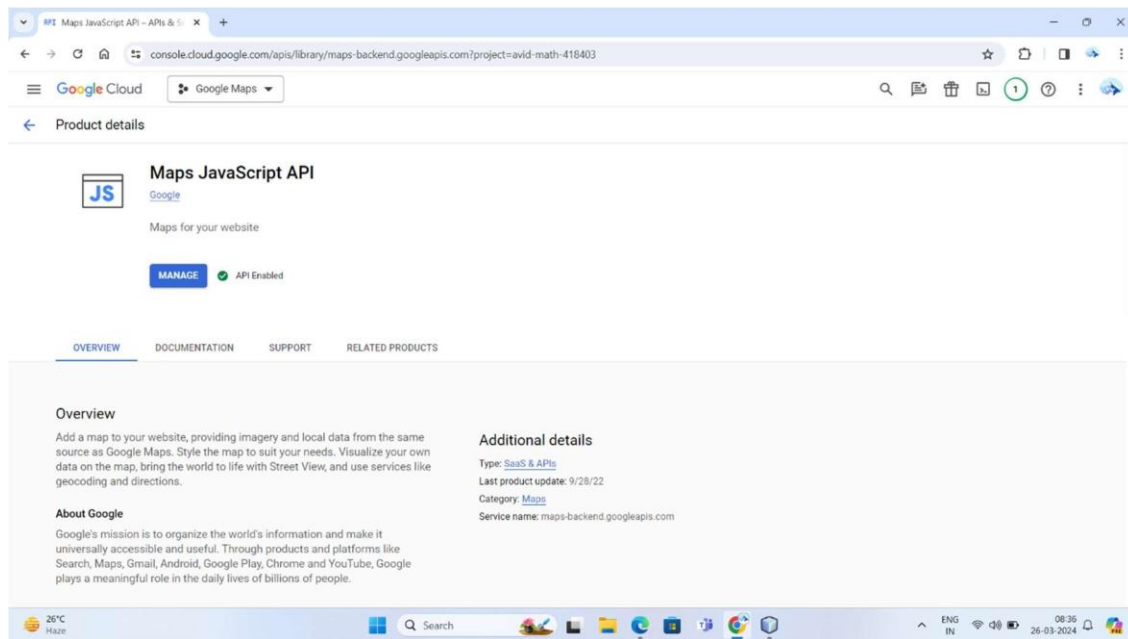 API Maps JavaScript API – APIs & S
console.cloud.google.com/apis/library/maps-backend.googleapis.com?project=avid-math-418403
Google Cloud
Google Maps
1
Product details
JS
Maps JavaScript API
Google
Maps for your website
MANAGE
API Enabled
OVERVIEW DOCUMENTATION SUPPORT RELATED PRODUCTS
Overview
Add a map to your website, providing imagery and local data from the same
source as Google Maps. Style the map to suit your needs. Visualize your own
data on the map, bring the world to life with Street View, and use services like
geocoding and directions.
About Google
Google's mission is to organize the world's information and make it
universally accessible and useful. Through products and platforms like
Search, Maps, Gmail, Android, Google Play, Chrome and YouTube, Google
plays a meaningful role in the daily lives of billions of people.
Additional details
Type: SaaS & APIs
Last product update: 9/28/22
Category: Maps
Service name: maps-backend.googleapis.com
26°C
Haze
Search
ENG
IN
08:36
26-03-2024